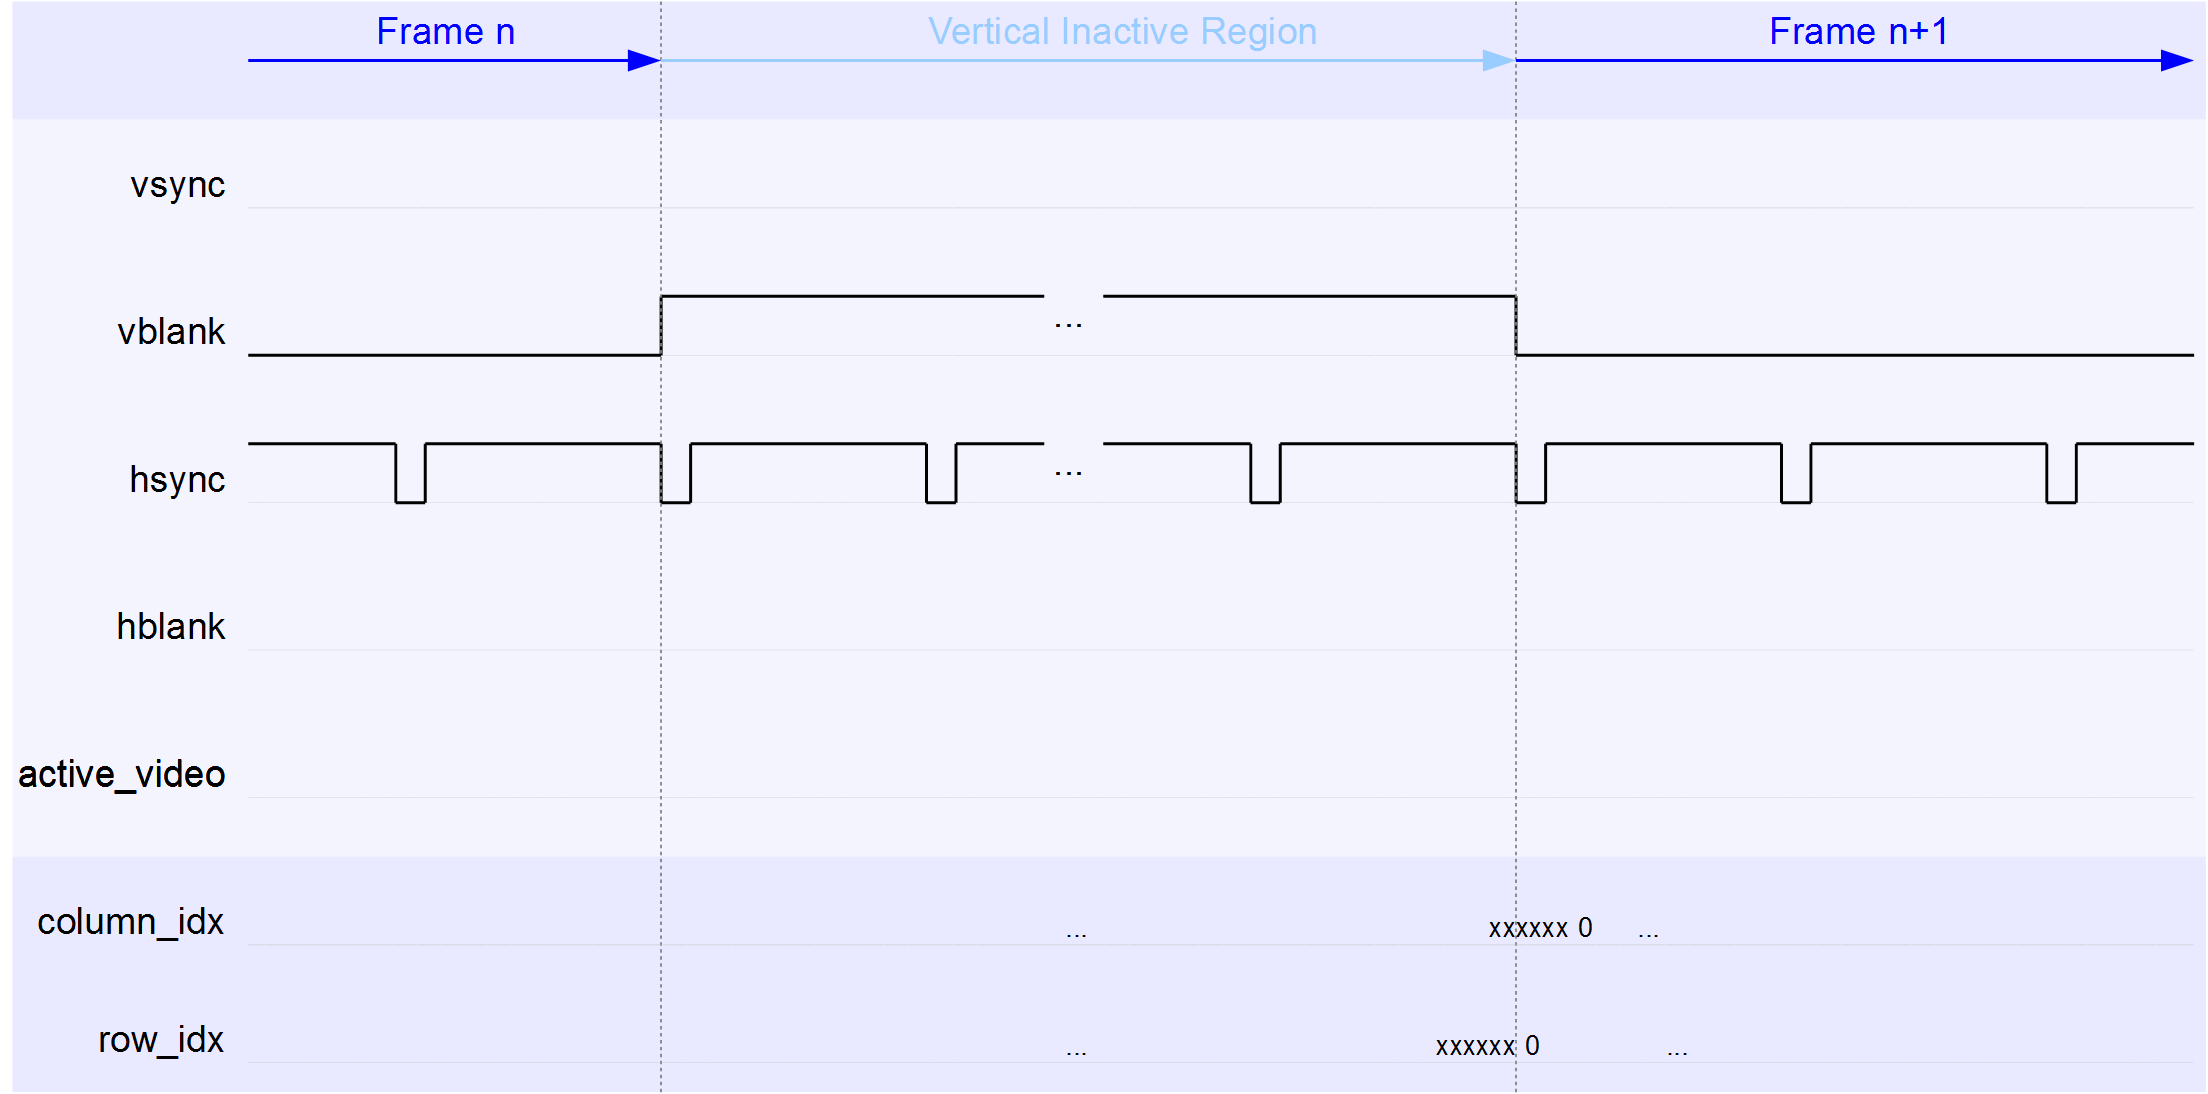 Frame n Vertical Inactive Region Frame n+1
vsync
vblank ...
hsync ...
hblank
active_video
column_idx ... xxxxxx 0 ...
row_idx ... xxxxxx 0 ...